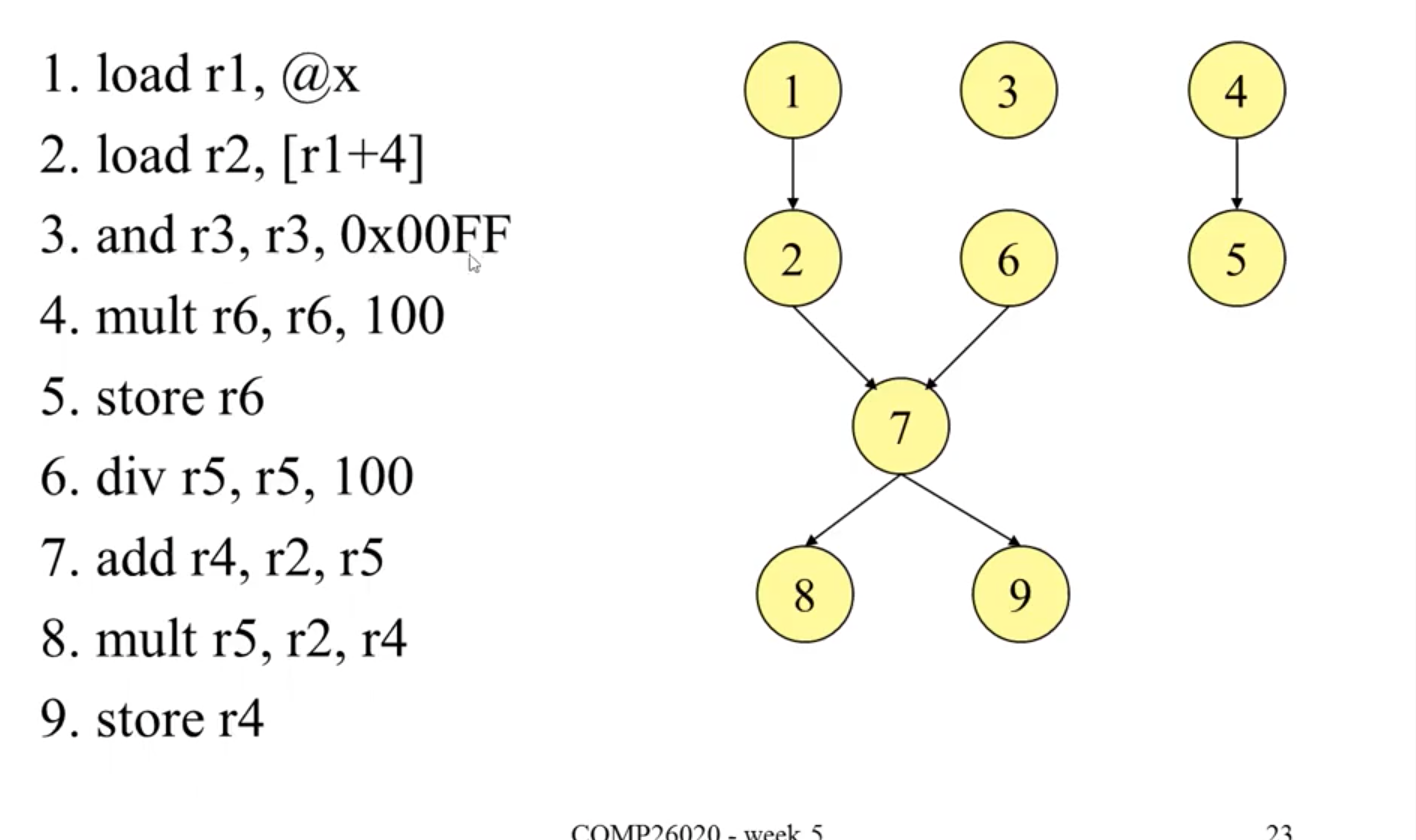 1. load r1, @x
2. load r2, [r1+4]
3. and r3, r3, 0x00FF
4. mult r6, r6, 100
5. store r6
6. div r5, r5, 100
7. add r4, r2, r5
8. mult r5, r2, r4
9. store r4
1 3 4
2 6 5
7
8 9
COMP26020 - week 5 23